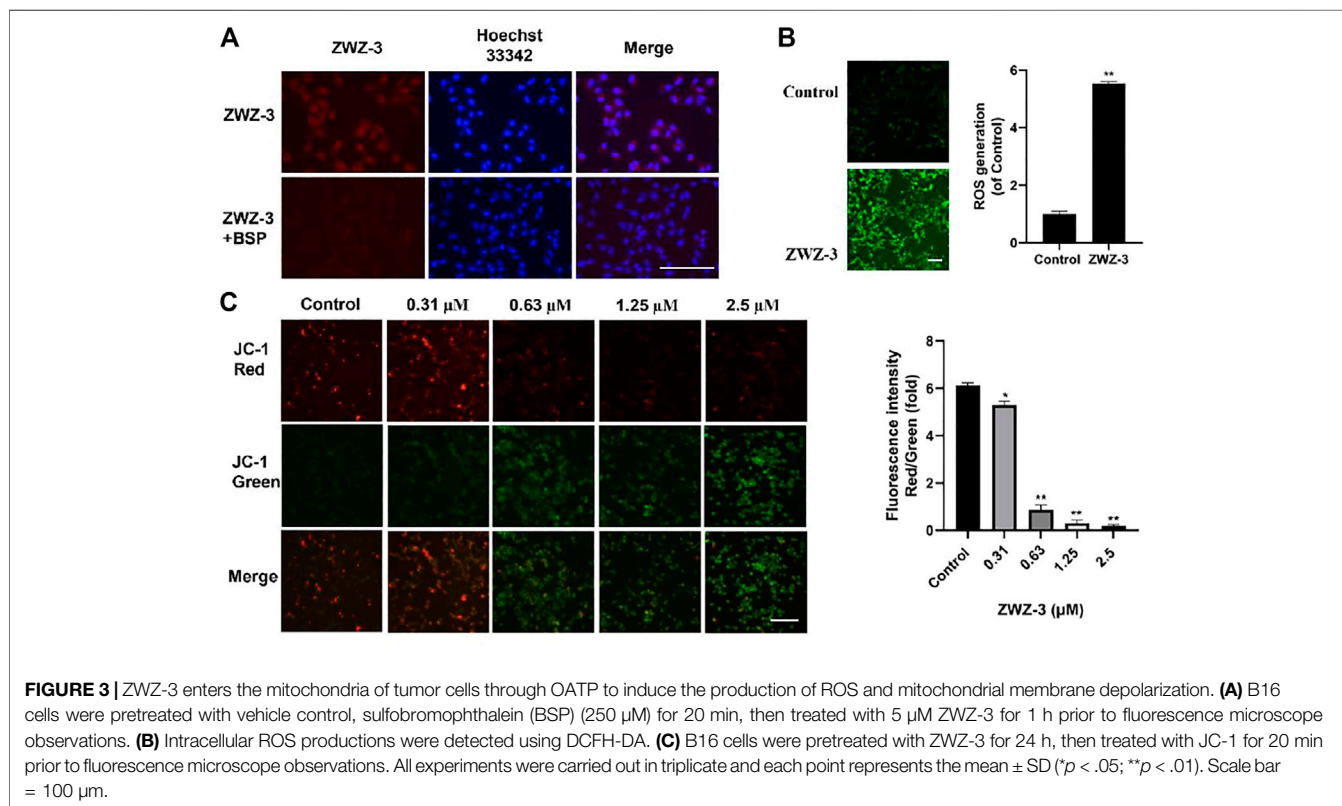 A
ZWZ-3
Hoechst
33342
Merge
ZWZ-3
ZWZ-3
+BSP
B
Control
ZWZ-3
ROS generation
(of Control)
6
4
2
0
**
Control
ZWZ-3
C
Control
0.31 μM
0.63 μM
1.25 μM
2.5 μM
JC-1
Red
JC-1
Green
Merge
Fluorescence intensity
Red/Green (fold)
8
6
4
2
0
*
**
**
**
Control
0.31
0.63
1.25
2.5
ZWZ-3 (μM)
FIGURE 3 | ZWZ-3 enters the mitochondria of tumor cells through OATP to induce the production of ROS and mitochondrial membrane depolarization. (A) B16
cells were pretreated with vehicle control, sulfobromophthalein (BSP) (250 μM) for 20 min, then treated with 5 μM ZWZ-3 for 1 h prior to fluorescence microscope
observations. (B) Intracellular ROS productions were detected using DCFH-DA. (C) B16 cells were pretreated with ZWZ-3 for 24 h, then treated with JC-1 for 20 min
prior to fluorescence microscope observations. All experiments were carried out in triplicate and each point represents the mean ± SD (*p < .05; **p < .01). Scale bar
= 100 μm.